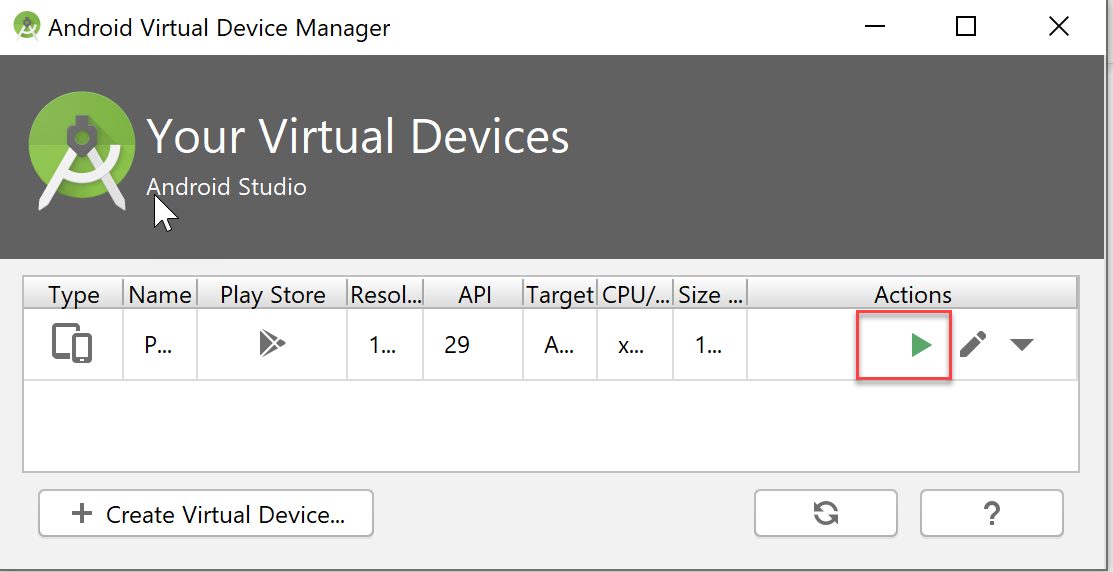 Android Virtual Device Manager
Your Virtual Devices
Android Studio
Type Name Play Store Resol... API Target CPU/... Size ... Actions
P... 1... 29 A... x... 1...
+ Create Virtual Device... ?